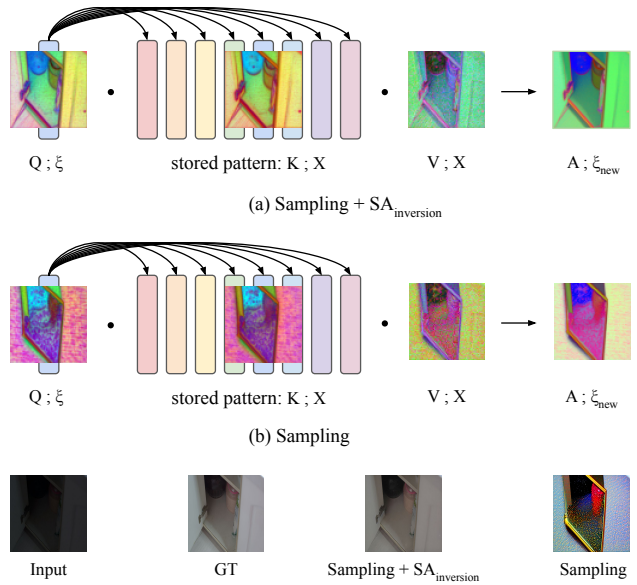 Q ; ξ
stored pattern: K ; X
V ; X
A ; ξnew
(a) Sampling + SAinversion
Q ; ξ
stored pattern: K ; X
V ; X
A ; ξnew
(b) Sampling
Input
GT
Sampling + SAinversion
Sampling